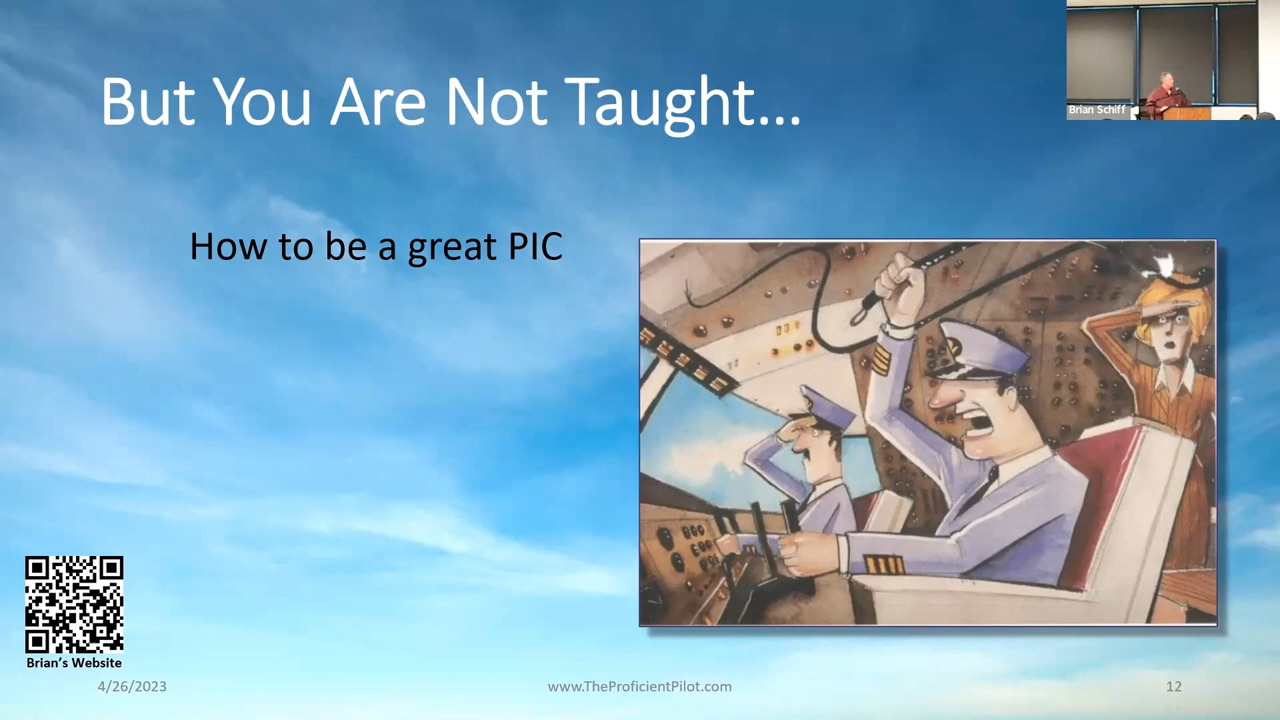 But You Are Not Taught...
Brian Schiff
How to be a great PIC
Brian's Website
4/26/2023
www.TheProficientPilot.com
12